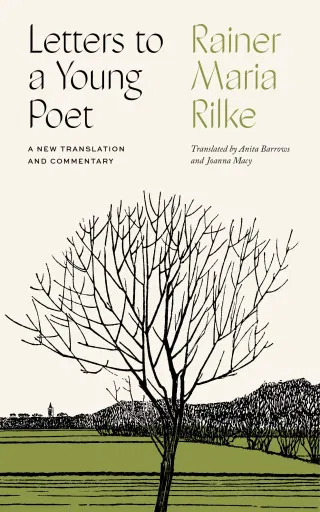 Letters to
a Young
Poet
Rainer
Maria
Rilke
A NEW TRANSLATION
AND COMMENTARY
Translated by Anita Barrows
and Joanna Macy